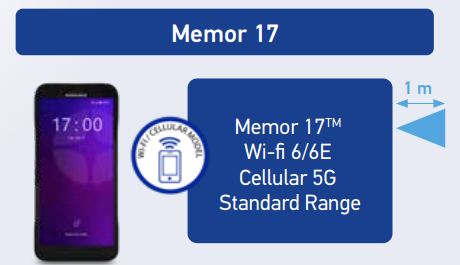 Memor 17
17:00
WI-FI / CELLULAR MODEL
Memor 17™
Wi-fi 6/6E
Cellular 5G
Standard Range
1 m